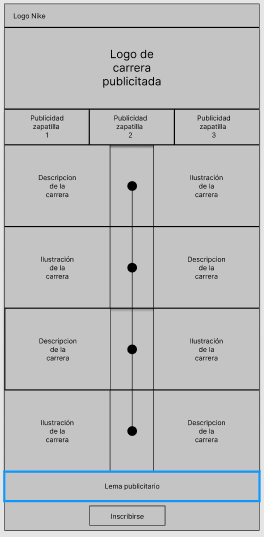 Logo Nike
Logo de
carrera
publicitada
Publicidad
zapatilla
1
Publicidad
zapatilla
2
Publicidad
zapatilla
3
Descripcion
de la
carrera
Ilustración
de la
carrera
Ilustración
de la
carrera
Descripcion
de la
carrera
Descripcion
de la
carrera
Ilustración
de la
carrera
Ilustración
de la
carrera
Descripcion
de la
carrera
Lema publicitario
Inscribirse